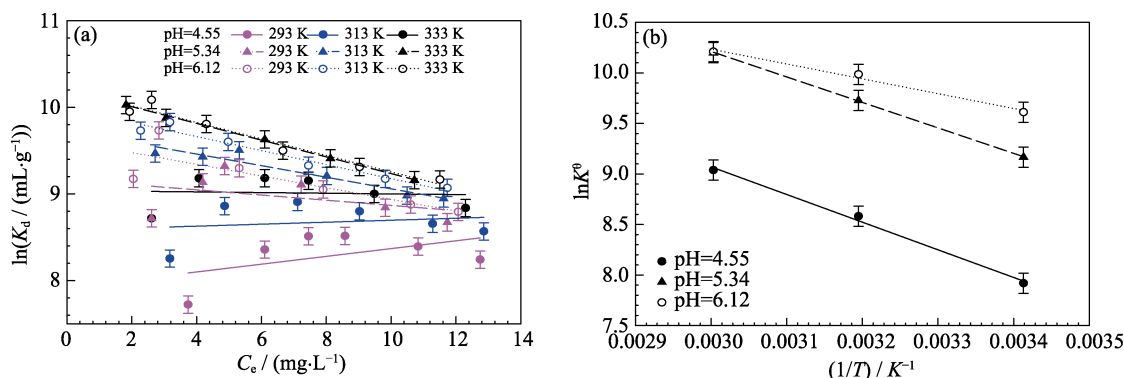 (a)
pH=4.55 293 K 313 K 333 K
pH=5.34 293 K 313 K 333 K
pH=6.12 293 K 313 K 333 K
11
10
9
8
ln(Kd / (mL·g⁻¹))
0 2 4 6 8 10 12 14
Ce / (mg·L⁻¹)
(b)
10.5
10.0
9.5
9.0
8.5
8.0
7.5
lnKθ
pH=4.55
pH=5.34
pH=6.12
0.0029 0.0030 0.0031 0.0032 0.0033 0.0034 0.0035
(1/T) / K⁻¹